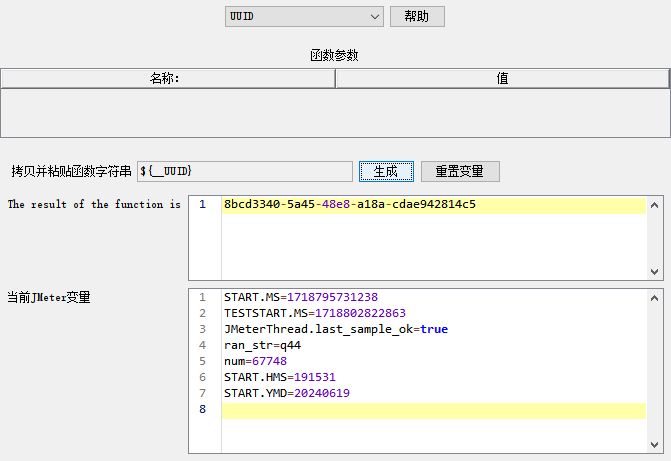 UUID 帮助
函数参数
名称: 值
拷贝并粘贴函数字符串 ${__UUID} 生成 重置变量
The result of the function is 1 8bcd3340-5a45-48e8-a18a-cdae942814c5
当前JMeter变量 1 START.MS=1718795731238
2 TESTSTART.MS=1718802822863
3 JMeterThread.last_sample_ok=true
4 ran_str=q44
5 num=67748
6 START.HMS=191531
7 START.YMD=20240619
8